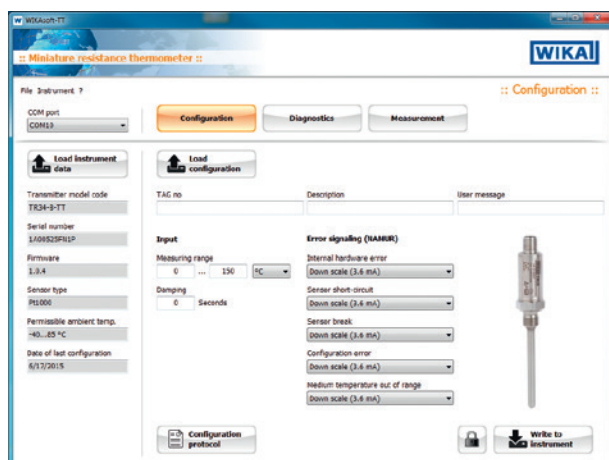 WIKAsoft-TT
:: Miniature resistance thermometer ::
WIKA
File Instrument ?
:: Configuration ::
COM port
COM10
Configuration
Diagnostics
Measurement
Load instrument
data
Load
configuration
Transmitter model code
TR34-3-TT
TAG no
Description
User message
Serial number
1A00525FN1P
Firmware
1.0.4
Sensor type
Pt1000
Permissible ambient temp.
-40...85 °C
Date of last configuration
6/17/2015
Input
Measuring range
0 ... 150 °C
Damping
0 Seconds
Error signaling (NAMUR)
Internal hardware error
Down scale (3.6 mA)
Sensor short-circuit
Down scale (3.6 mA)
Sensor break
Down scale (3.6 mA)
Configuration error
Down scale (3.6 mA)
Medium temperature out of range
Down scale (3.6 mA)
Configuration
protocol
Write to
instrument